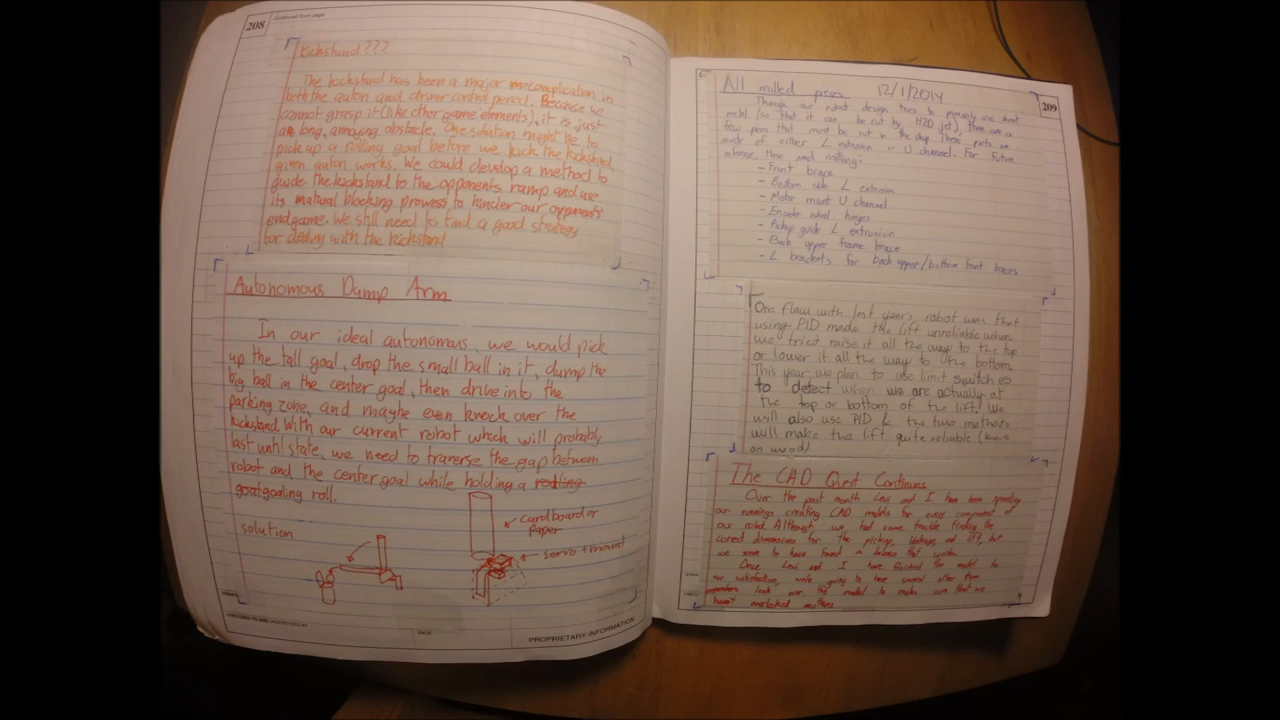 208
Continued from page
Kickstand???
The kickstand has been a major complication in
both the auton and driver control period. Because we
cannot grasp it (like other game elements), it is just
a long, annoying obstacle. One solution might be to
pick up a rolling goal before we kick the kickstand,
given auton works. We could develop a method to
guide the kickstand to the opponents ramp and use
its natural blocking prowess to hinder our opponents'
endgame. We still need to find a good strategy
for dealing with the kickstand
Autonomous Dump Arm
In our ideal autonomous, we would pick
up the tall goal, drop the small ball in it, dump the
big ball in the center goal, then drive into the
parking zone, and maybe even knock over the
kickstand. With our current robot which will probably
last until state, we need to traverse the gap between
robot and the center goal while holding a rolling
goal roll.
solution
cardboard or
paper
servo + mount
DATE
PROPRIETARY INFORMATION
209
All milled pieces 12/1/2014
Though our robot design tries to primarily use sheet
metal (so that it can be cut by H2O jet), there are a
few parts that must be cut in the shop. These parts are
made of either L extrusion or U channel. For future
reference, these need milling:
- Front brace
- Bottom side L extrusion
- Motor mount U channel
- Encoder wheel hinges
- Pickup guide L extrusion
- Back upper frame brace
- L brackets for back upper/bottom front braces
One flaw with last years robot was that
using PID made the lift unreliable when
we tried raise it all the way to the top
or lower it all the way to the bottom.
This year we plan to use limit switches
to detect when we are actually at
the top or bottom of the lift. We
will also use PID & the two methods
will make the lift quite reliable (knock
on wood)
The CAD Quest Continues
Over the past month Levi and I have been spending
our evenings creating CAD models for every component of
our robot. Although we had some trouble finding the
correct dimensions for the pickup, linkage, and lift, but
we seem to have found a balance that works.
Once Levi and I have finished the model to
our satisfaction, we're going to have several other team
members look over the model to make sure that we
haven't overlooked anything